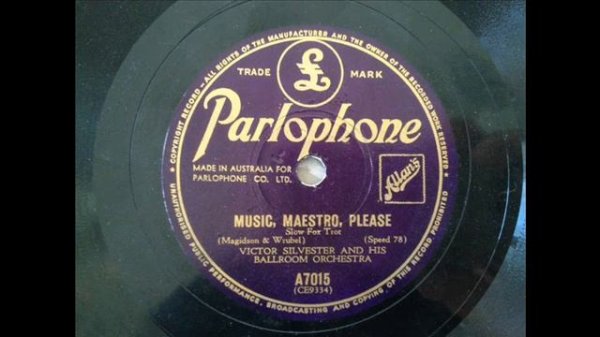 COPYRIGHT RECORD — ALL RIGHTS OF THE MANUFACTURER AND THE OWNER OF THE RECORDED WORK RESERVED
TRADE MARK
£
Parlophone
MADE IN AUSTRALIA FOR
PARLOPHONE CO. LTD.
Allan's
MUSIC, MAESTRO, PLEASE
Slow Fox Trot
(Magidson & Wrubel) (Speed 78)
VICTOR SILVESTER AND HIS
BALLROOM ORCHESTRA
A7015
(CE9334)
UNAUTHORISED PUBLIC PERFORMANCE, BROADCASTING AND COPYING OF THIS RECORD PROHIBITED